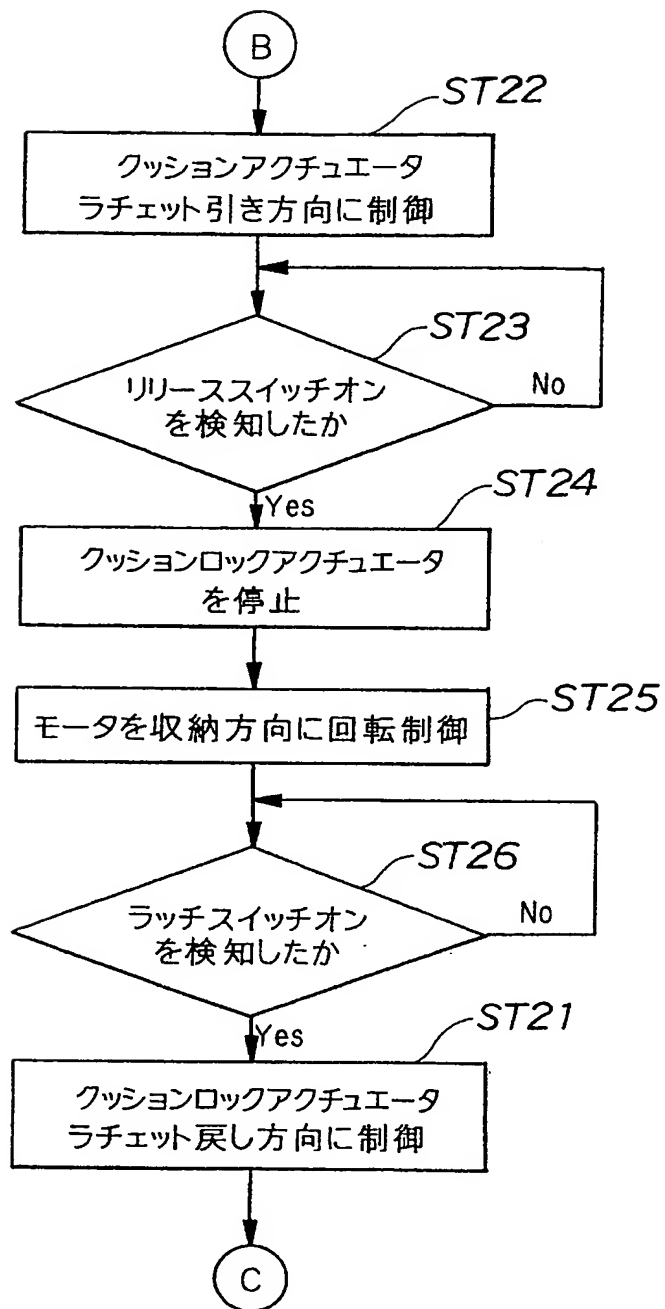 B
ST22
クッションアクチュエータ
ラチェット引き方向に制御
ST23
リリーススイッチオン
を検知したか
No
Yes
ST24
クッションロックアクチュエータ
を停止
ST25
モータを収納方向に回転制御
ST26
ラッチスイッチオン
を検知したか
No
Yes
ST21
クッションロックアクチュエータ
ラチェット戻し方向に制御
C